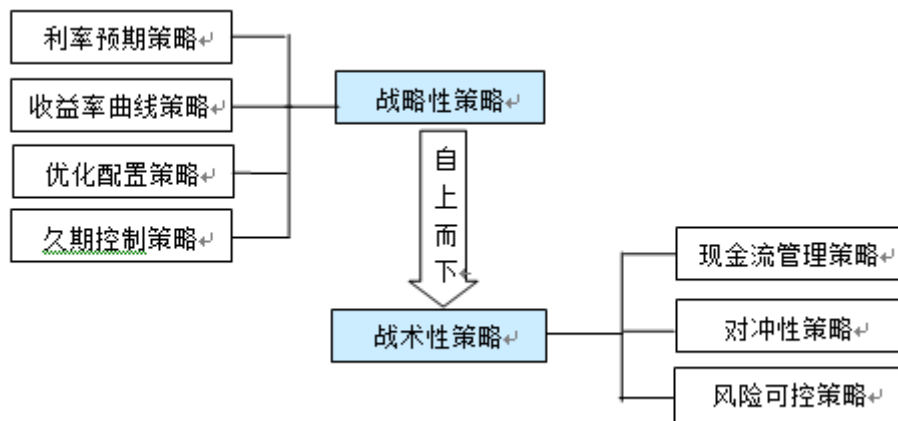 利率预期策略
收益率曲线策略
优化配置策略
久期控制策略
战略性策略
自
上
而
下
战术性策略
现金流管理策略
对冲性策略
风险可控策略